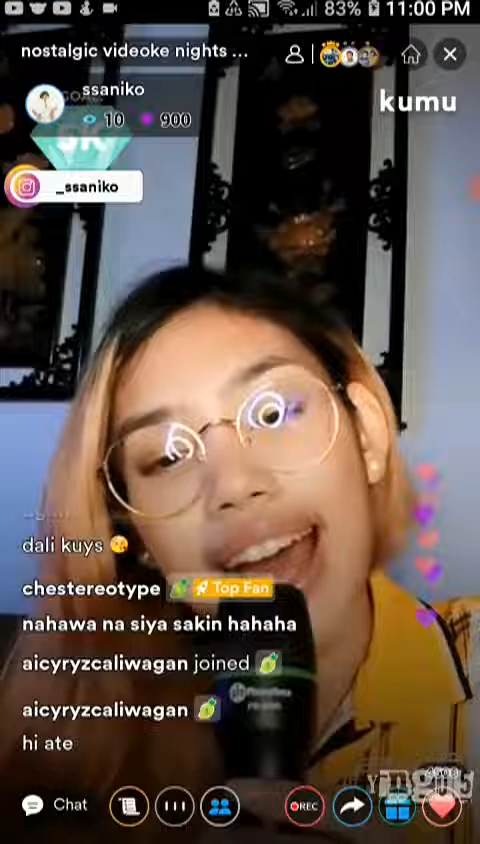 83% 11:00 PM
nostalgic videoke nights ...
ssaniko
10 900
kumu
5K
_ssaniko
dali kuys
chestereotype Top Fan
nahawa na siya sakin hahaha
aicyryzcaliwagan joined
aicyryzcaliwagan
hi ate
Chat
REC